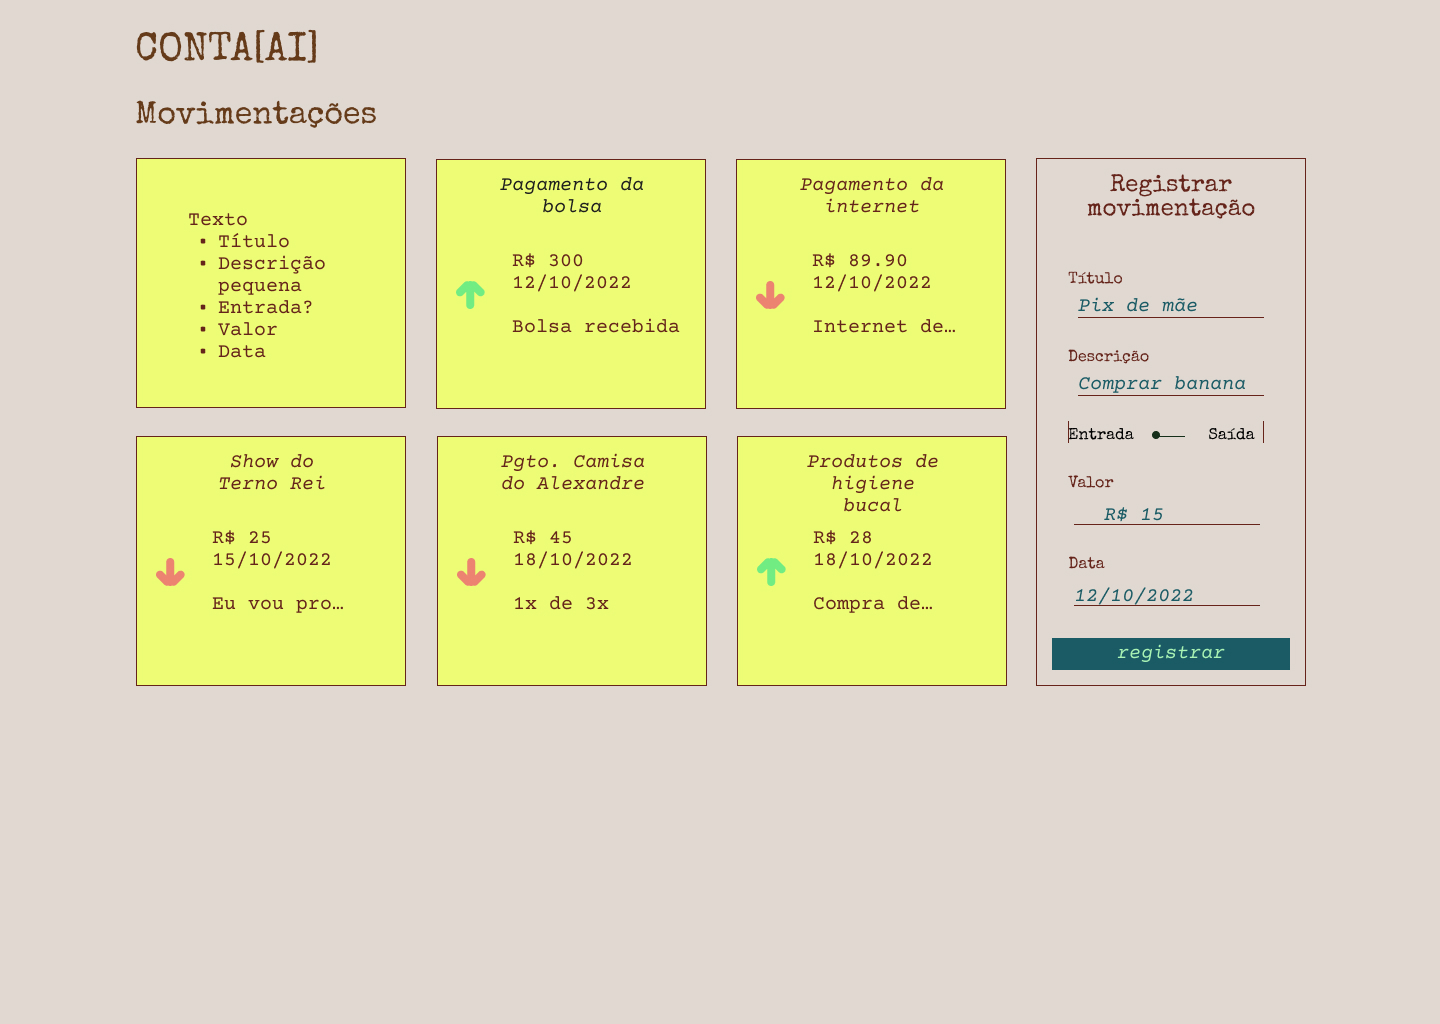 CONTA[AI]
Movimentações
Texto
• Título
• Descrição
pequena
• Entrada?
• Valor
• Data
Pagamento da
bolsa
R$ 300
12/10/2022
Bolsa recebida
Pagamento da
internet
R$ 89.90
12/10/2022
Internet de…
Show do
Terno Rei
R$ 25
15/10/2022
Eu vou pro…
Pgto. Camisa
do Alexandre
R$ 45
18/10/2022
1x de 3x
Produtos de
higiene
bucal
R$ 28
18/10/2022
Compra de…
Registrar
movimentação
Título
Pix de mãe
Descrição
Comprar banana
Entrada Saída
Valor
R$ 15
Data
12/10/2022
registrar